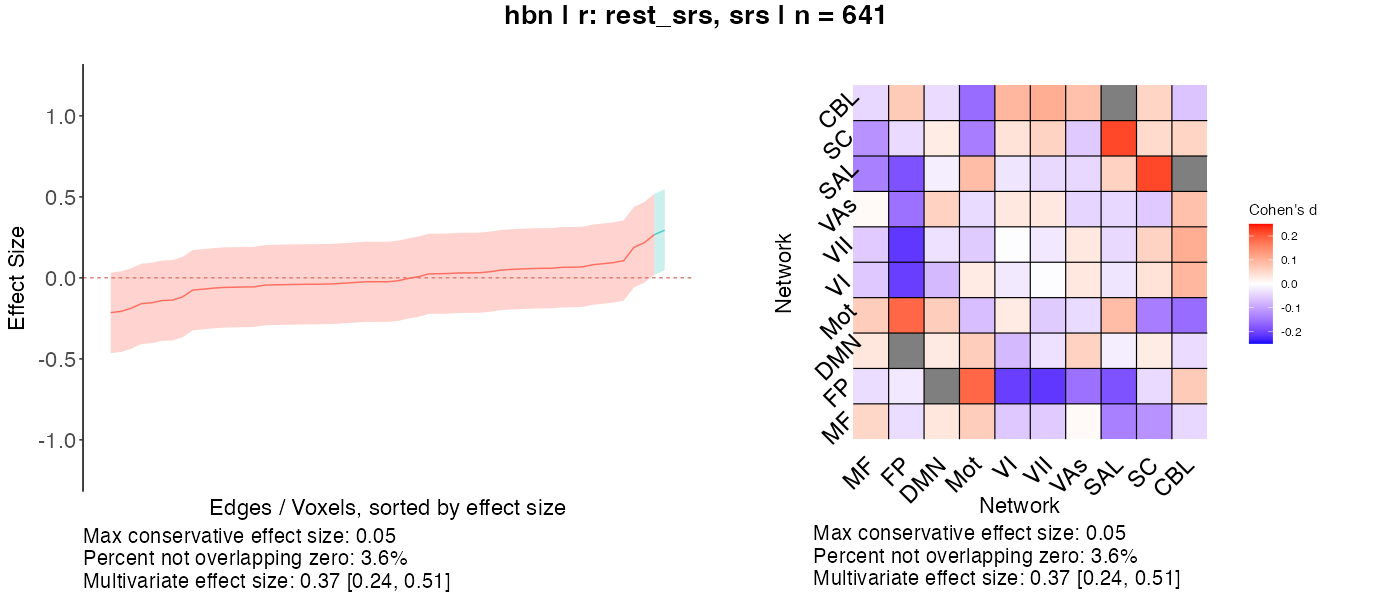 hbn | r: rest_srs, srs | n = 641
1.0
0.5
0.0
-0.5
-1.0
Effect Size
Edges / Voxels, sorted by effect size
Max conservative effect size: 0.05
Percent not overlapping zero: 3.6%
Multivariate effect size: 0.37 [0.24, 0.51]
CBL
SC
SAL
VAs
VII
VI
Mot
DMN
FP
MF
Network
MF
FP
DMN
Mot
VI
VII
VAs
SAL
SC
CBL
Network
Max conservative effect size: 0.05
Percent not overlapping zero: 3.6%
Multivariate effect size: 0.37 [0.24, 0.51]
Cohen's d
0.2
0.1
0.0
-0.1
-0.2